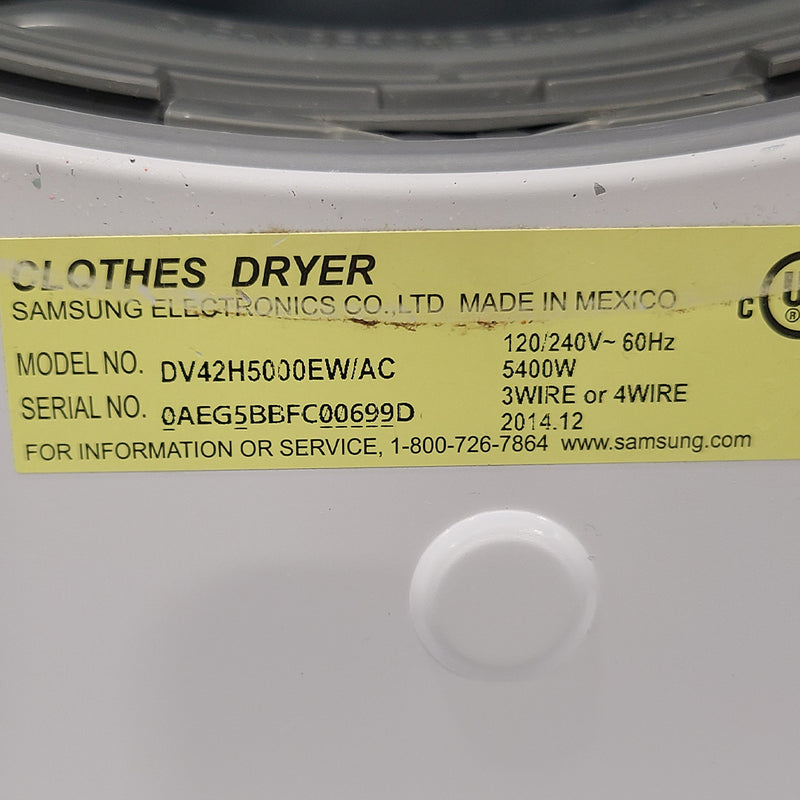 CLOTHES DRYER
SAMSUNG ELECTRONICS CO.,LTD MADE IN MEXICO
C U ®
MODEL NO. DV42H5000EW/AC
SERIAL NO. 0AEG5BBFC00699D
120/240V~ 60Hz
5400W
3WIRE or 4WIRE
2014.12
FOR INFORMATION OR SERVICE, 1-800-726-7864 www.samsung.com